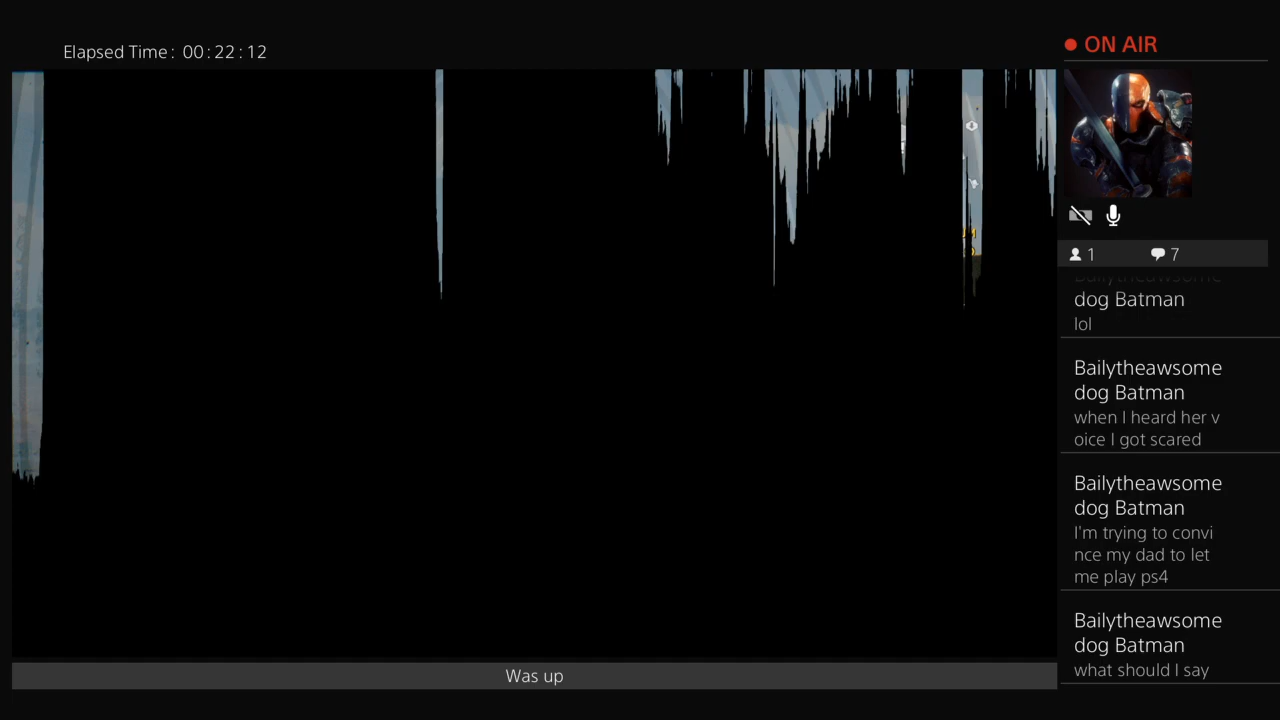 Elapsed Time: 00:22:12
ON AIR
1
7
Bailytheawsome
dog Batman
lol
Bailytheawsome
dog Batman
when I heard her v
oice I got scared
Bailytheawsome
dog Batman
I'm trying to convi
nce my dad to let
me play ps4
Bailytheawsome
dog Batman
what should I say
Was up